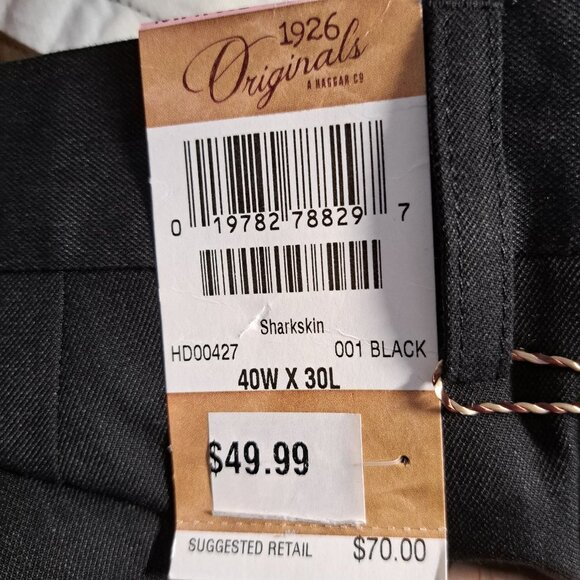 1926
Originals
A HAGGAR CO
0 19782 78829 7
Sharkskin
HD00427 001 BLACK
40W X 30L
$49.99
SUGGESTED RETAIL $70.00